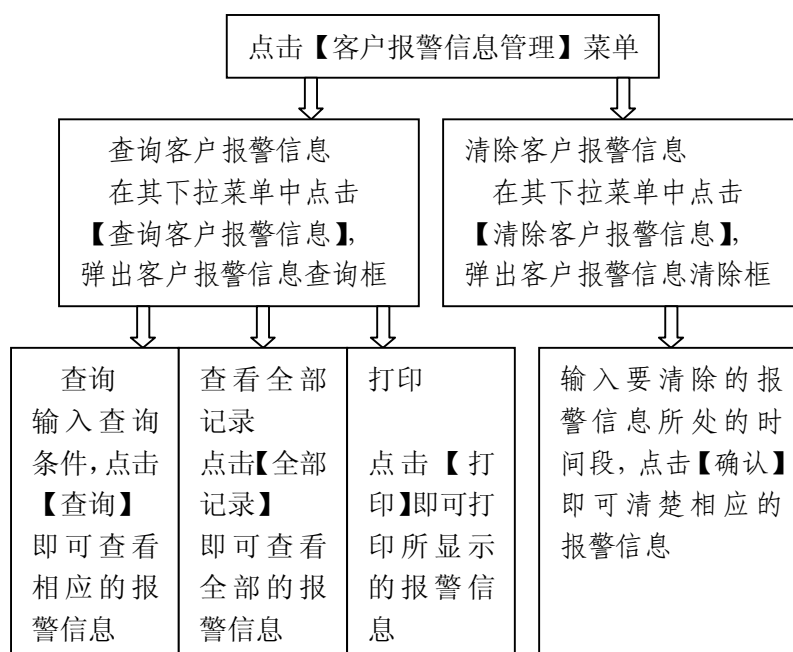 点击【客户报警信息管理】菜单
查询客户报警信息
在其下拉菜单中点击
【查询客户报警信息】，
弹出客户报警信息查询框
清除客户报警信息
在其下拉菜单中点击
【清除客户报警信息】，
弹出客户报警信息清除框
查询
输入查询
条件，点击
【查询】
即可查看
相应的报
警信息
查看全部
记录
点击【全部
记录】
即可查看
全部的报
警信息
打印
点击【打
印】即可打
印所显示
的报警信
息
输入要清除的报
警信息所处的时
间段，点击【确认】
即可清楚相应的
报警信息